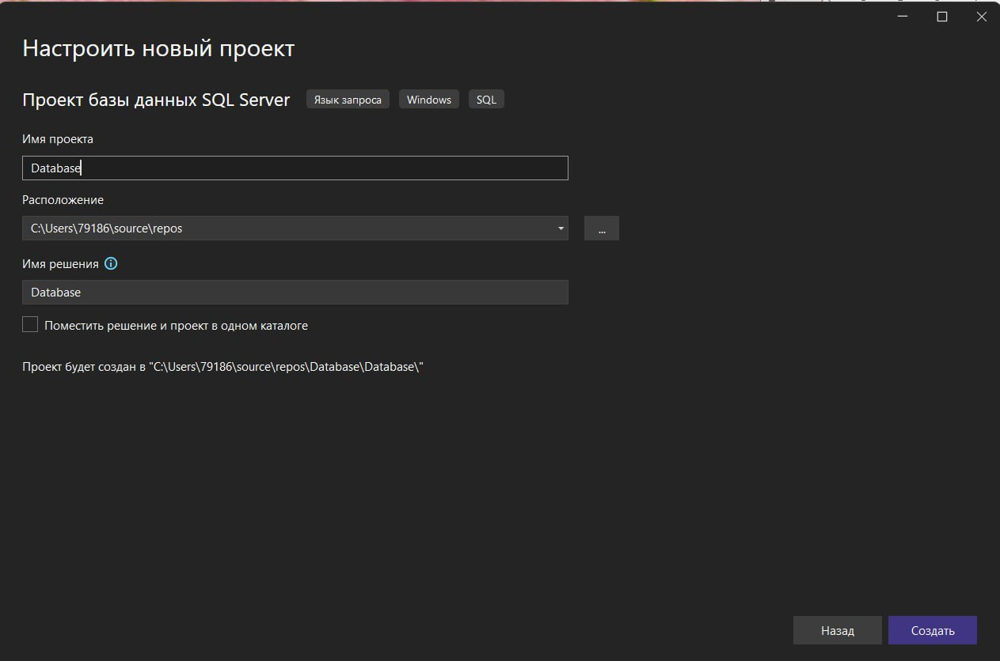 Настроить новый проект
Проект базы данных SQL Server Язык запроса Windows SQL
Имя проекта
Database
Расположение
C:\Users\79186\source\repos
...
Имя решения
Database
Поместить решение и проект в одном каталоге
Проект будет создан в "C:\Users\79186\source\repos\Database\Database\"
Назад Создать